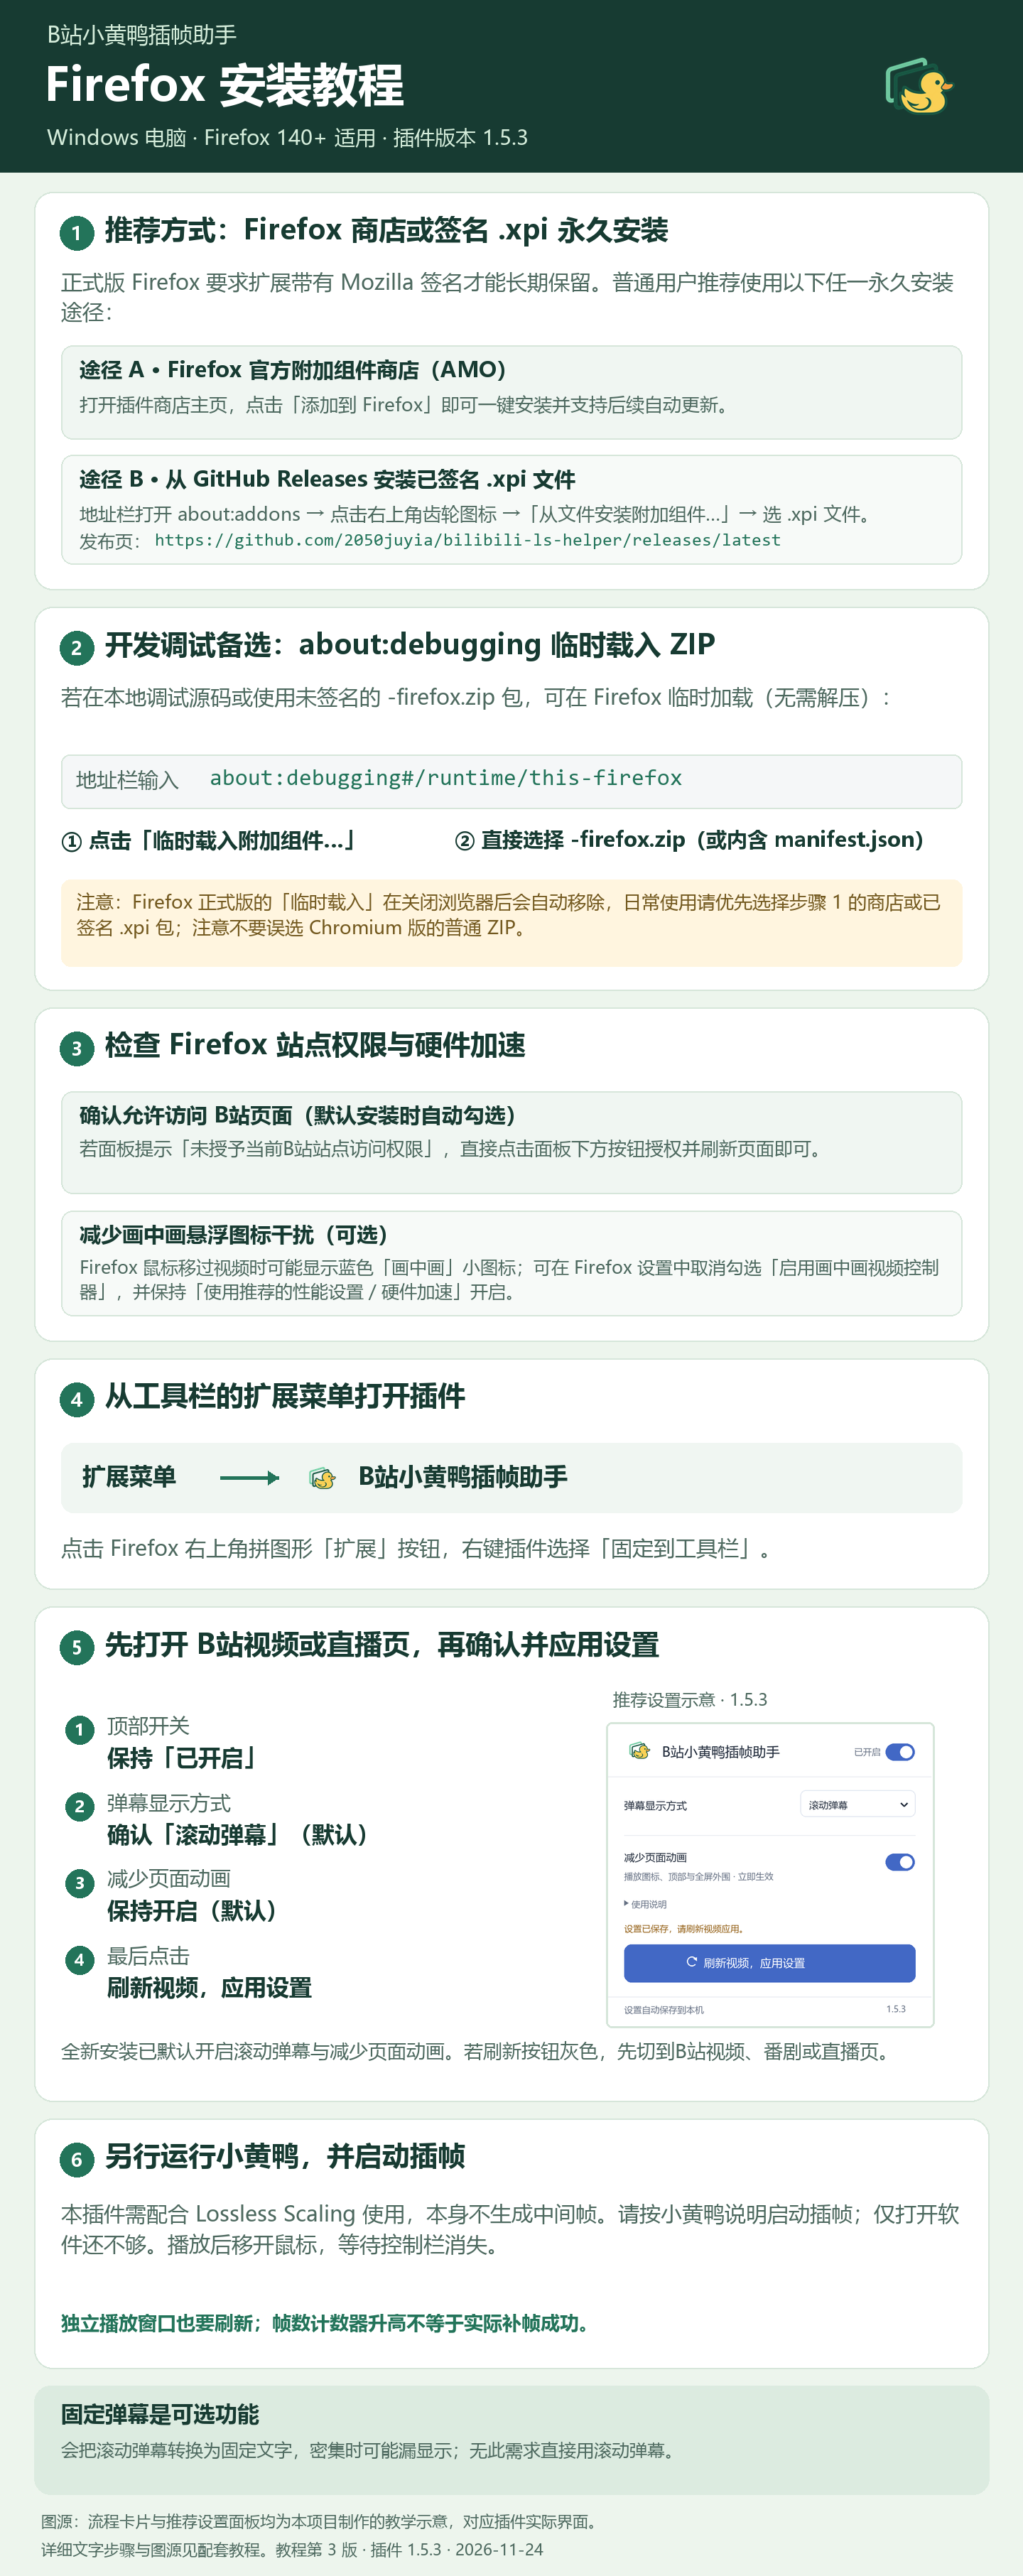 B站小黄鸭插帧助手
Firefox 安装教程
Windows 电脑 · Firefox 140+ 适用 · 插件版本 1.5.3
1 推荐方式：Firefox 商店或签名 .xpi 永久安装
正式版 Firefox 要求扩展带有 Mozilla 签名才能长期保留。普通用户推荐使用以下任一永久安装
途径：
途径 A • Firefox 官方附加组件商店（AMO）
打开插件商店主页，点击「添加到 Firefox」即可一键安装并支持后续自动更新。
途径 B • 从 GitHub Releases 安装已签名 .xpi 文件
地址栏打开 about:addons → 点击右上角齿轮图标 →「从文件安装附加组件…」→ 选 .xpi 文件。
发布页： https://github.com/2050juyia/bilibili-ls-helper/releases/latest
2 开发调试备选：about:debugging 临时载入 ZIP
若在本地调试源码或使用未签名的 -firefox.zip 包，可在 Firefox 临时加载（无需解压）：
地址栏输入 about:debugging#/runtime/this-firefox
① 点击「临时载入附加组件…」 ② 直接选择 -firefox.zip（或内含 manifest.json）
注意：Firefox 正式版的「临时载入」在关闭浏览器后会自动移除，日常使用请优先选择步骤 1 的商店或已
签名 .xpi 包；注意不要误选 Chromium 版的普通 ZIP。
3 检查 Firefox 站点权限与硬件加速
确认允许访问 B站页面（默认安装时自动勾选）
若面板提示「未授予当前B站站点访问权限」，直接点击面板下方按钮授权并刷新页面即可。
减少画中画悬浮图标干扰（可选）
Firefox 鼠标移过视频时可能显示蓝色「画中画」小图标；可在 Firefox 设置中取消勾选「启用画中画视频控制
器」，并保持「使用推荐的性能设置 / 硬件加速」开启。
4 从工具栏的扩展菜单打开插件
扩展菜单 → B站小黄鸭插帧助手
点击 Firefox 右上角拼图形「扩展」按钮，右键插件选择「固定到工具栏」。
5 先打开 B站视频或直播页，再确认并应用设置
1 顶部开关
保持「已开启」
2 弹幕显示方式
确认「滚动弹幕」（默认）
3 减少页面动画
保持开启（默认）
4 最后点击
刷新视频，应用设置
推荐设置示意 · 1.5.3
B站小黄鸭插帧助手 已开启
弹幕显示方式 滚动弹幕
减少页面动画
播放图标、顶部与全屏外围 · 立即生效
使用说明
设置已保存，请刷新视频应用。
刷新视频，应用设置
设置自动保存到本机 1.5.3
全新安装已默认开启滚动弹幕与减少页面动画。若刷新按钮灰色，先切到B站视频、番剧或直播页。
6 另行运行小黄鸭，并启动插帧
本插件需配合 Lossless Scaling 使用，本身不生成中间帧。请按小黄鸭说明启动插帧；仅打开软
件还不够。播放后移开鼠标，等待控制栏消失。
独立播放窗口也要刷新；帧数计数器升高不等于实际补帧成功。
固定弹幕是可选功能
会把滚动弹幕转换为固定文字，密集时可能漏显示；无此需求直接用滚动弹幕。
图源：流程卡片与推荐设置面板均为本项目制作的教学示意，对应插件实际界面。
详细文字步骤与图源见配套教程。教程第 3 版 · 插件 1.5.3 · 2026-11-24